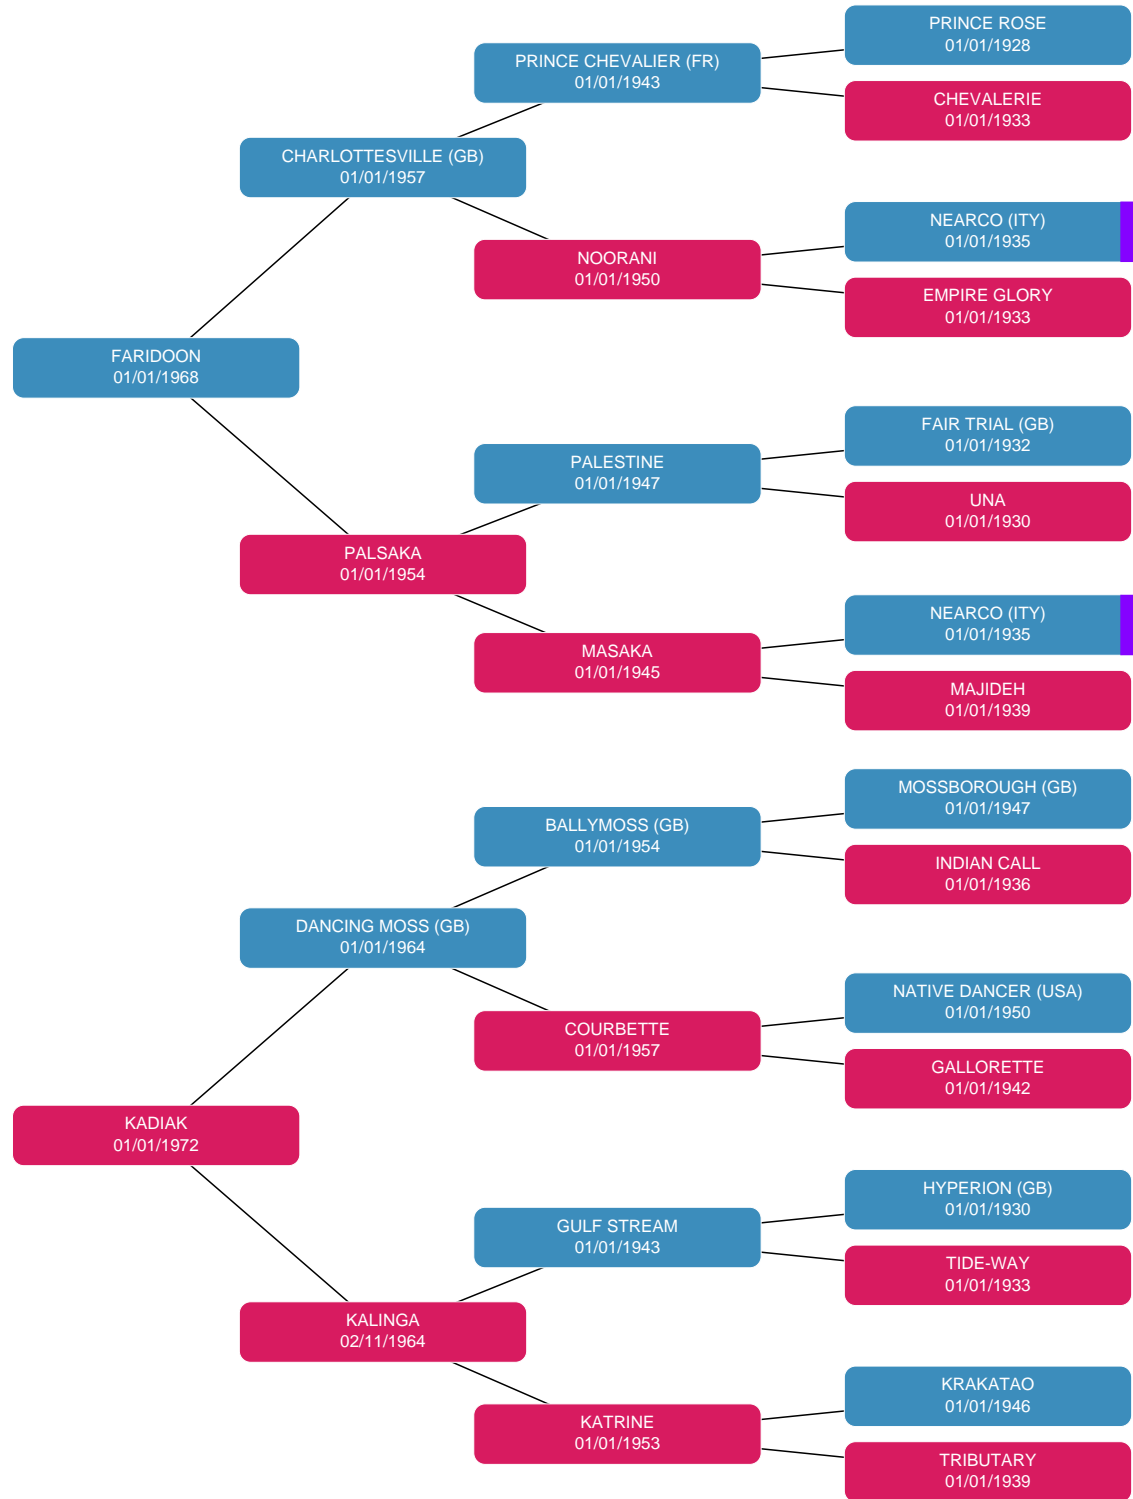 PRINCE ROSE
01/01/1928
PRINCE CHEVALIER (FR)
01/01/1943
CHEVALERIE
01/01/1933
CHARLOTTESVILLE (GB)
01/01/1957
NEARCO (ITY)
01/01/1935
NOORANI
01/01/1950
EMPIRE GLORY
01/01/1933
FARIDOON
01/01/1968
FAIR TRIAL (GB)
01/01/1932
PALESTINE
01/01/1947
UNA
01/01/1930
PALSAKA
01/01/1954
NEARCO (ITY)
01/01/1935
MASAKA
01/01/1945
MAJIDEH
01/01/1939
MOSSBOROUGH (GB)
01/01/1947
BALLYMOSS (GB)
01/01/1954
INDIAN CALL
01/01/1936
DANCING MOSS (GB)
01/01/1964
NATIVE DANCER (USA)
01/01/1950
COURBETTE
01/01/1957
GALLORETTE
01/01/1942
KADIAK
01/01/1972
HYPERION (GB)
01/01/1930
GULF STREAM
01/01/1943
TIDE-WAY
01/01/1933
KALINGA
02/11/1964
KRAKATAO
01/01/1946
KATRINE
01/01/1953
TRIBUTARY
01/01/1939